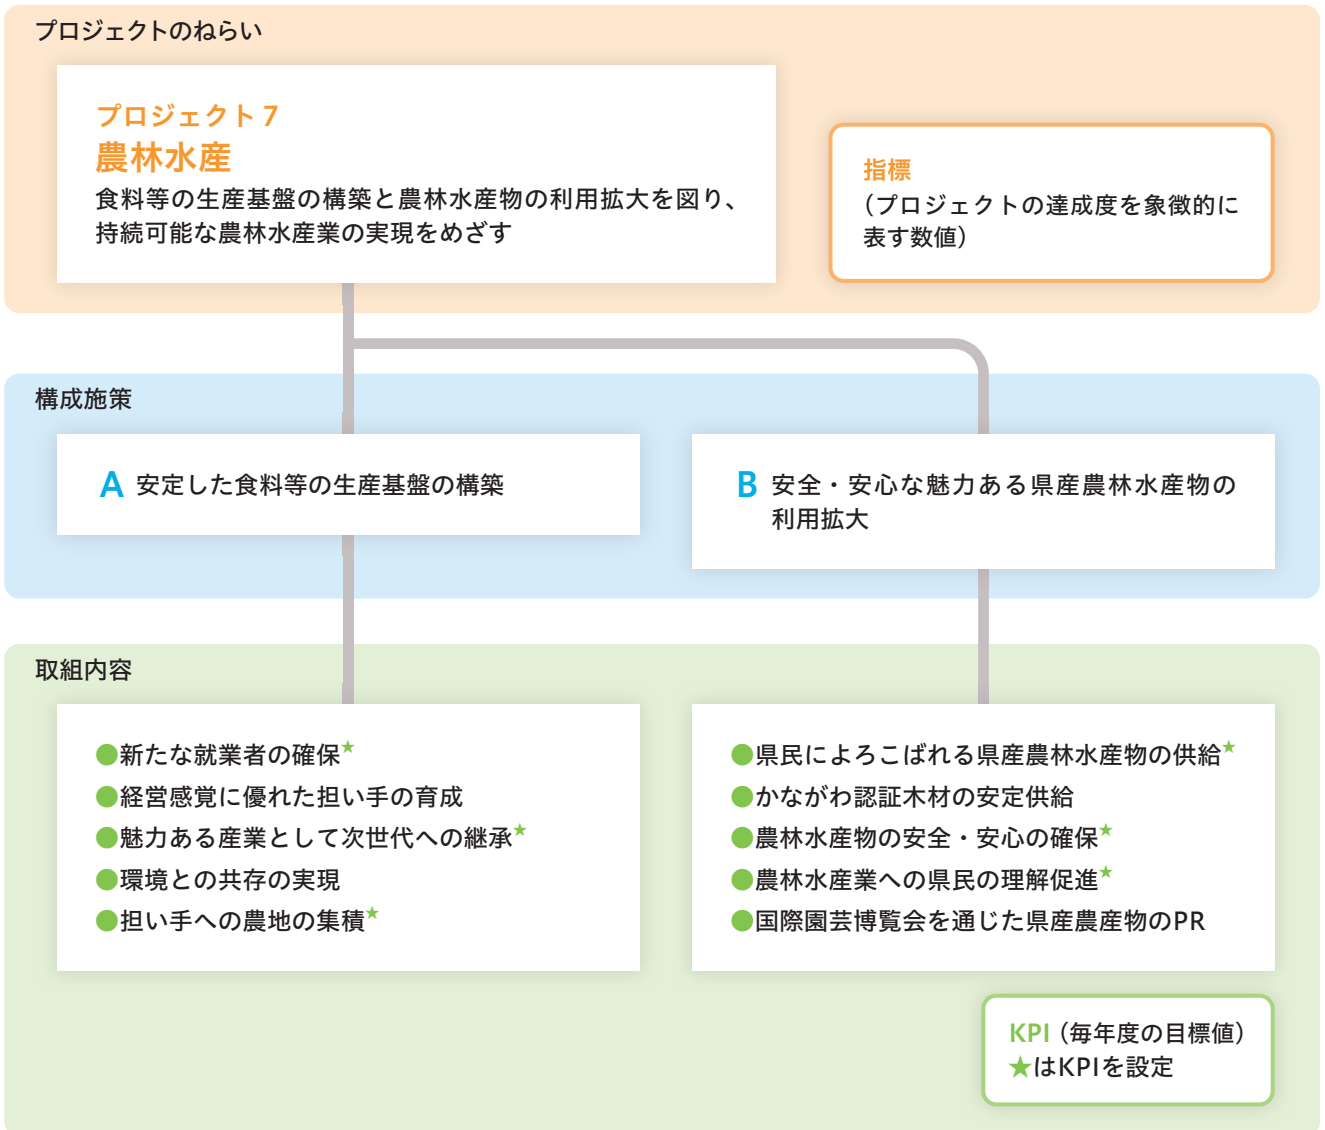 プロジェクトのねらい
プロジェクト7
農林水産
食料等の生産基盤の構築と農林水産物の利用拡大を図り、
持続可能な農林水産業の実現をめざす
指標
（プロジェクトの達成度を象徴的に
表す数値）
構成施策
A 安定した食料等の生産基盤の構築
B 安全・安心な魅力ある県産農林水産物の
利用拡大
取組内容
●新たな就業者の確保★
●経営感覚に優れた担い手の育成
●魅力ある産業として次世代への継承★
●環境との共存の実現
●担い手への農地の集積★
●県民によろこばれる県産農林水産物の供給★
●かながわ認証木材の安定供給
●農林水産物の安全・安心の確保★
●農林水産業への県民の理解促進★
●国際園芸博覧会を通じた県産農産物のPR
KPI（毎年度の目標値）
★はKPIを設定